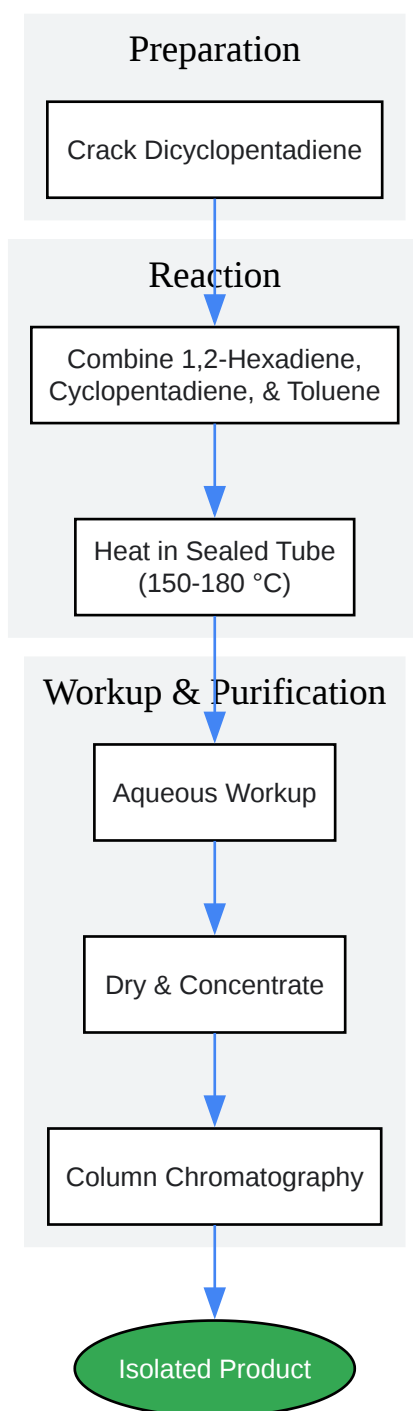 Preparation
Crack Dicyclopentadiene
Reaction
Combine 1,2-Hexadiene,
Cyclopentadiene, & Toluene
Heat in Sealed Tube
(150-180 °C)
Workup & Purification
Aqueous Workup
Dry & Concentrate
Column Chromatography
Isolated Product